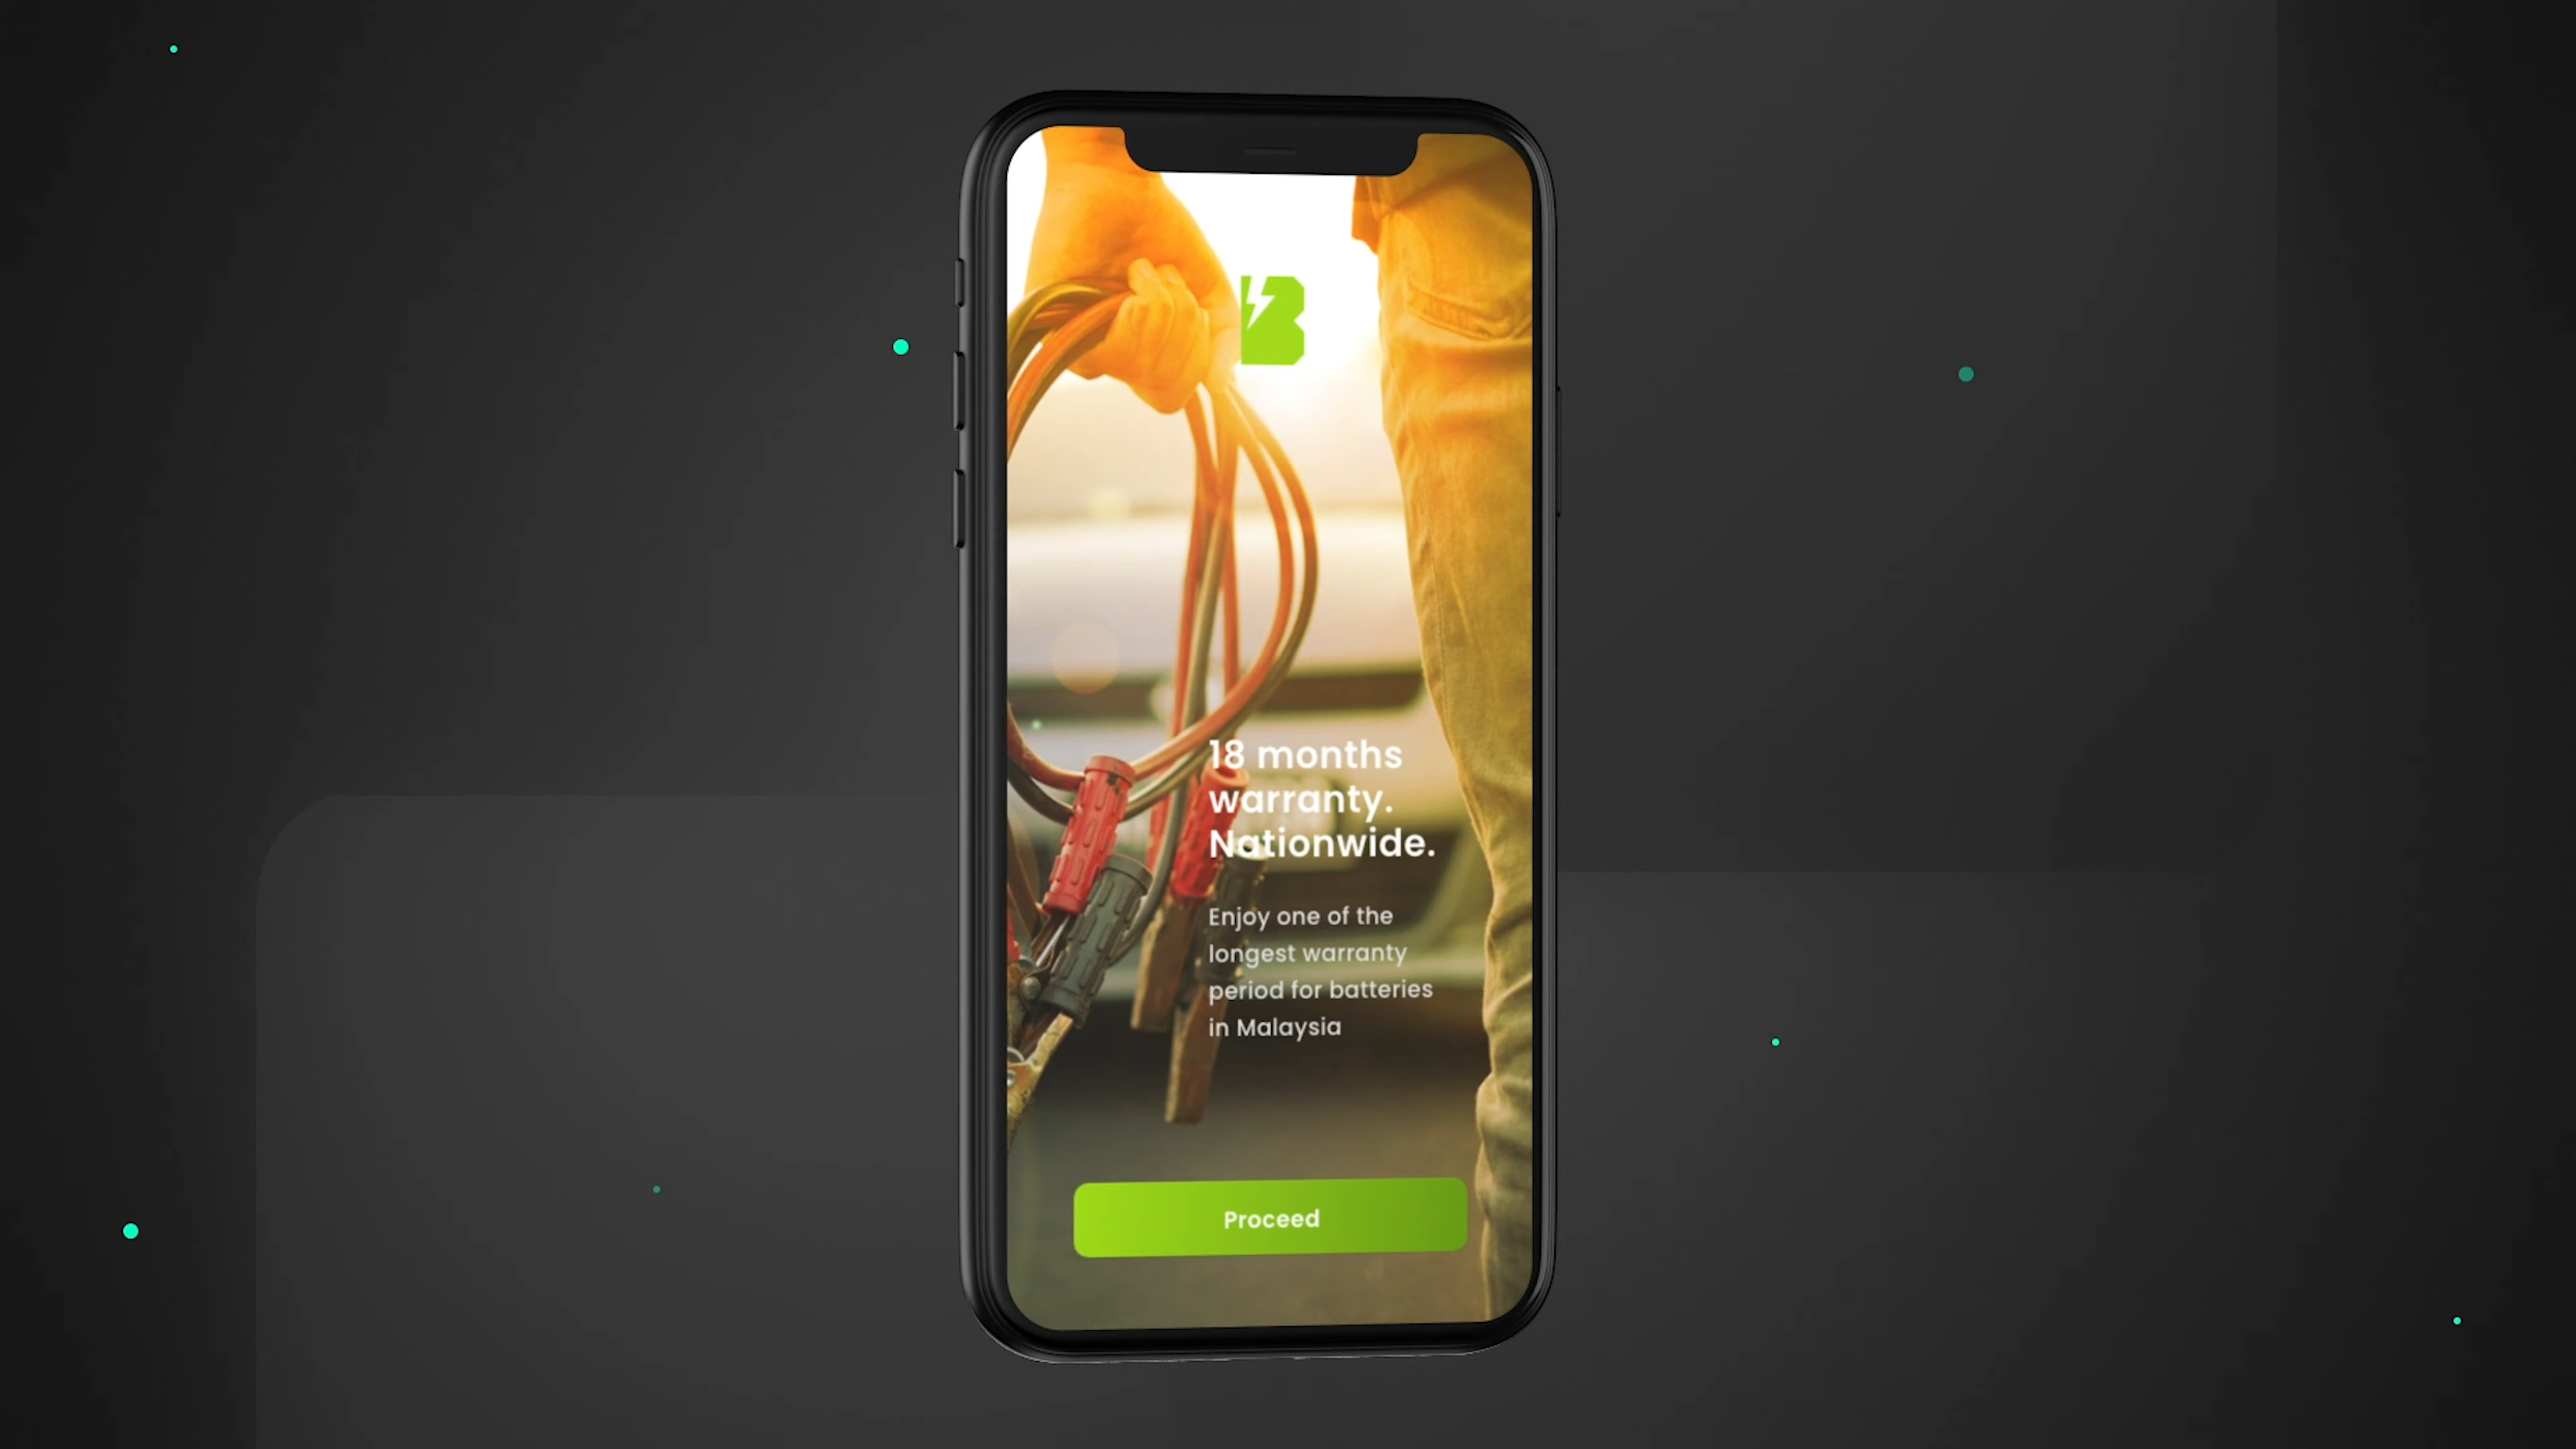 B
18 months
warranty.
Nationwide.
Enjoy one of the
longest warranty
period for batteries
in Malaysia
Proceed